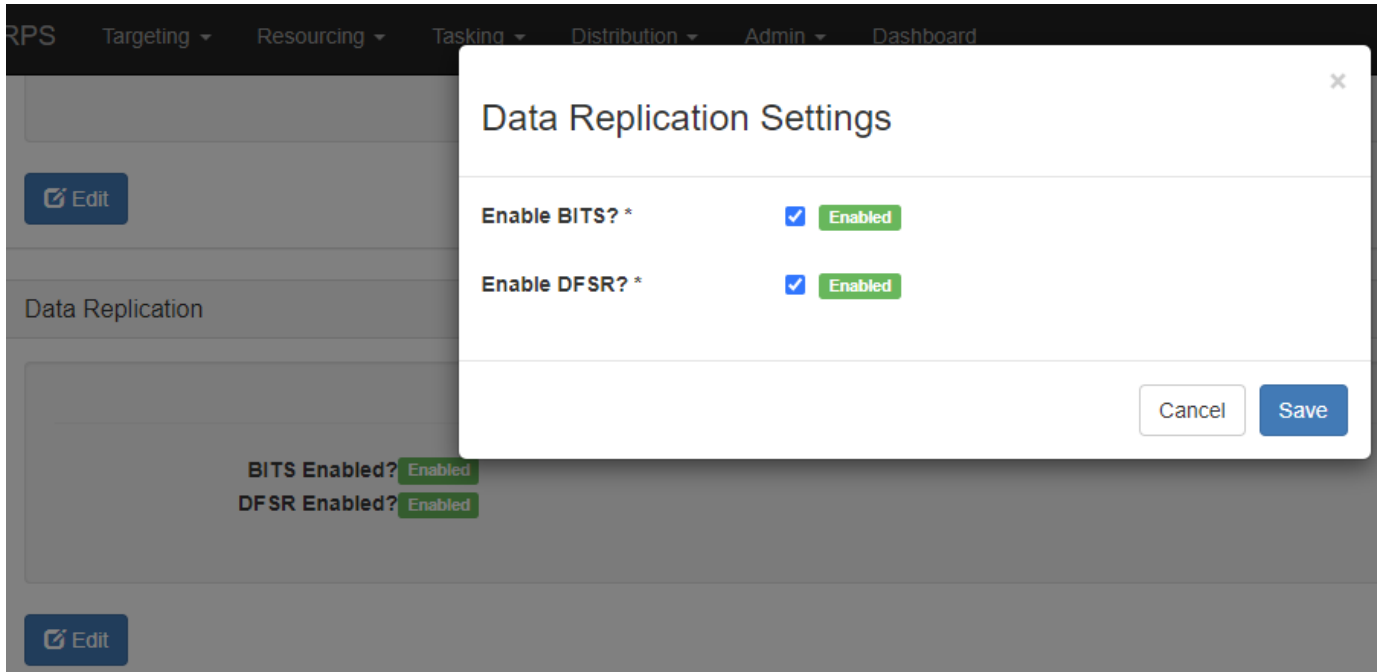 RPS Targeting Resourcing Tasking Distribution Admin Dashboard
×
Data Replication Settings
Edit
Enable BITS? * Enabled
Enable DFSR? * Enabled
Data Replication
Cancel Save
BITS Enabled? Enabled
DFSR Enabled? Enabled
Edit